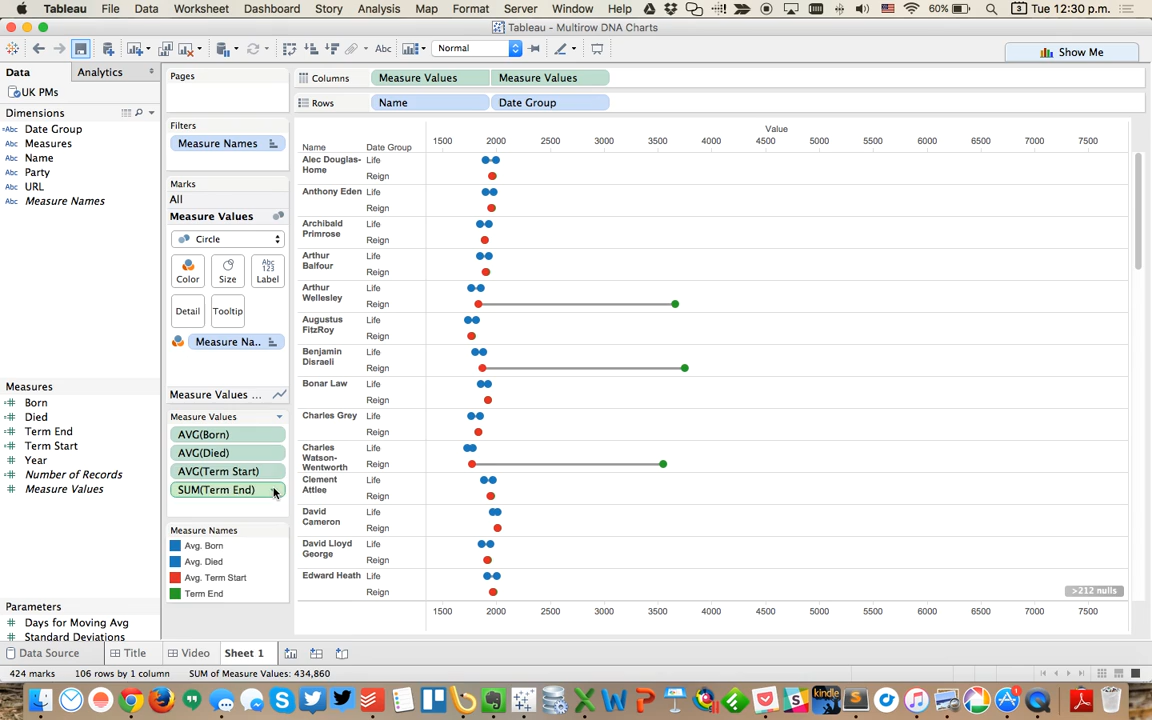 Tableau File Data Worksheet Dashboard Story Analysis Map Format Server Window Help 60% 3 Tue 12:30 p.m.
Tableau - Multirow DNA Charts
Abc Normal Show Me
Data Analytics Pages Columns Measure Values Measure Values
UK PMs Rows Name Date Group
Dimensions
Abc Date Group
Abc Measures
Abc Name
Abc Party
Abc URL
Abc Measure Names
Measures
Born
Died
Term End
Term Start
Year
Number of Records
Measure Values
Parameters
Days for Moving Avg
Standard Deviations
Filters
Measure Names
Marks
All
Measure Values
Circle
Color Size Abc 123 Label
Detail Tooltip
Measure Na..
Measure Values ...
Measure Values
AVG(Born)
AVG(Died)
AVG(Term Start)
SUM(Term End)
Measure Names
Avg. Born
Avg. Died
Avg. Term Start
Term End
Value
1500 2000 2500 3000 3500 4000 4500 5000 5500 6000 6500 7000 7500
Name Date Group
Alec Douglas-Home Life
Reign
Anthony Eden Life
Reign
Archibald Primrose Life
Reign
Arthur Balfour Life
Reign
Arthur Wellesley Life
Reign
Augustus FitzRoy Life
Reign
Benjamin Disraeli Life
Reign
Bonar Law Life
Reign
Charles Grey Life
Reign
Charles Watson-Wentworth Life
Reign
Clement Attlee Life
Reign
David Cameron Life
Reign
David Lloyd George Life
Reign
Edward Heath Life
Reign
>212 nulls
1500 2000 2500 3000 3500 4000 4500 5000 5500 6000 6500 7000 7500
Data Source Title Video Sheet 1
424 marks 106 rows by 1 column SUM of Measure Values: 434,860
kindle